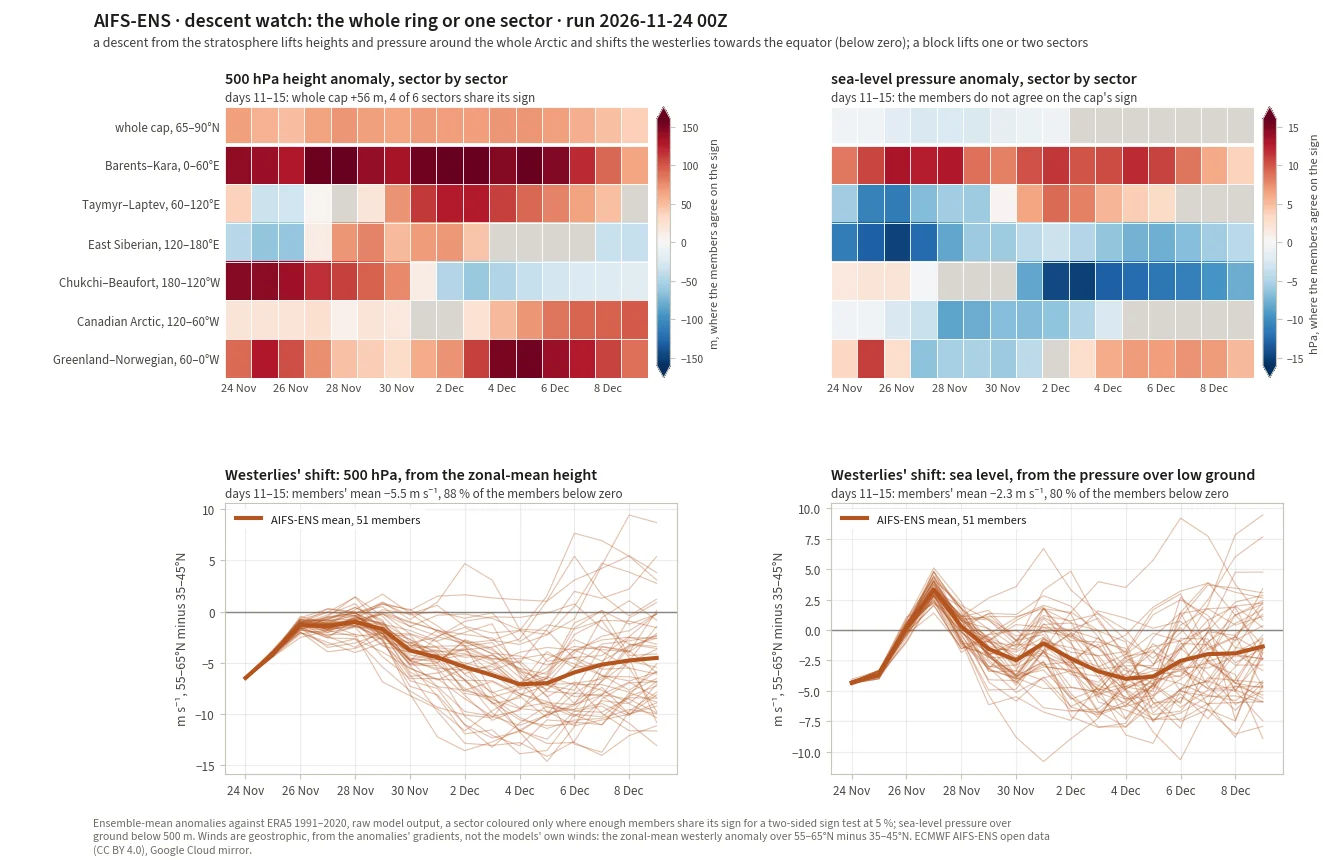 AIFS-ENS · descent watch: the whole ring or one sector · run 2026-11-24 00Z
a descent from the stratosphere lifts heights and pressure around the whole Arctic and shifts the westerlies towards the equator (below zero); a block lifts one or two sectors
500 hPa height anomaly, sector by sector
days 11–15: whole cap +56 m, 4 of 6 sectors share its sign
whole cap, 65–90°N
Barents–Kara, 0–60°E
Taymyr–Laptev, 60–120°E
East Siberian, 120–180°E
Chukchi–Beaufort, 180–120°W
Canadian Arctic, 120–60°W
Greenland–Norwegian, 60–0°W
24 Nov 26 Nov 28 Nov 30 Nov 2 Dec 4 Dec 6 Dec 8 Dec
150
100
50
0
−50
−100
−150
m, where the members agree on the sign
sea-level pressure anomaly, sector by sector
days 11–15: the members do not agree on the cap's sign
24 Nov 26 Nov 28 Nov 30 Nov 2 Dec 4 Dec 6 Dec 8 Dec
15
10
5
0
−5
−10
−15
hPa, where the members agree on the sign
Westerlies' shift: 500 hPa, from the zonal-mean height
days 11–15: members' mean −5.5 m s⁻¹, 88 % of the members below zero
AIFS-ENS mean, 51 members
10
5
0
−5
−10
−15
m s⁻¹, 55–65°N minus 35–45°N
24 Nov 26 Nov 28 Nov 30 Nov 2 Dec 4 Dec 6 Dec 8 Dec
Westerlies' shift: sea level, from the pressure over low ground
days 11–15: members' mean −2.3 m s⁻¹, 80 % of the members below zero
AIFS-ENS mean, 51 members
10.0
7.5
5.0
2.5
0.0
−2.5
−5.0
−7.5
−10.0
m s⁻¹, 55–65°N minus 35–45°N
24 Nov 26 Nov 28 Nov 30 Nov 2 Dec 4 Dec 6 Dec 8 Dec
Ensemble-mean anomalies against ERA5 1991–2020, raw model output, a sector coloured only where enough members share its sign for a two-sided sign test at 5 %; sea-level pressure over
ground below 500 m. Winds are geostrophic, from the anomalies' gradients, not the models' own winds: the zonal-mean westerly anomaly over 55–65°N minus 35–45°N. ECMWF AIFS-ENS open data
(CC BY 4.0), Google Cloud mirror.